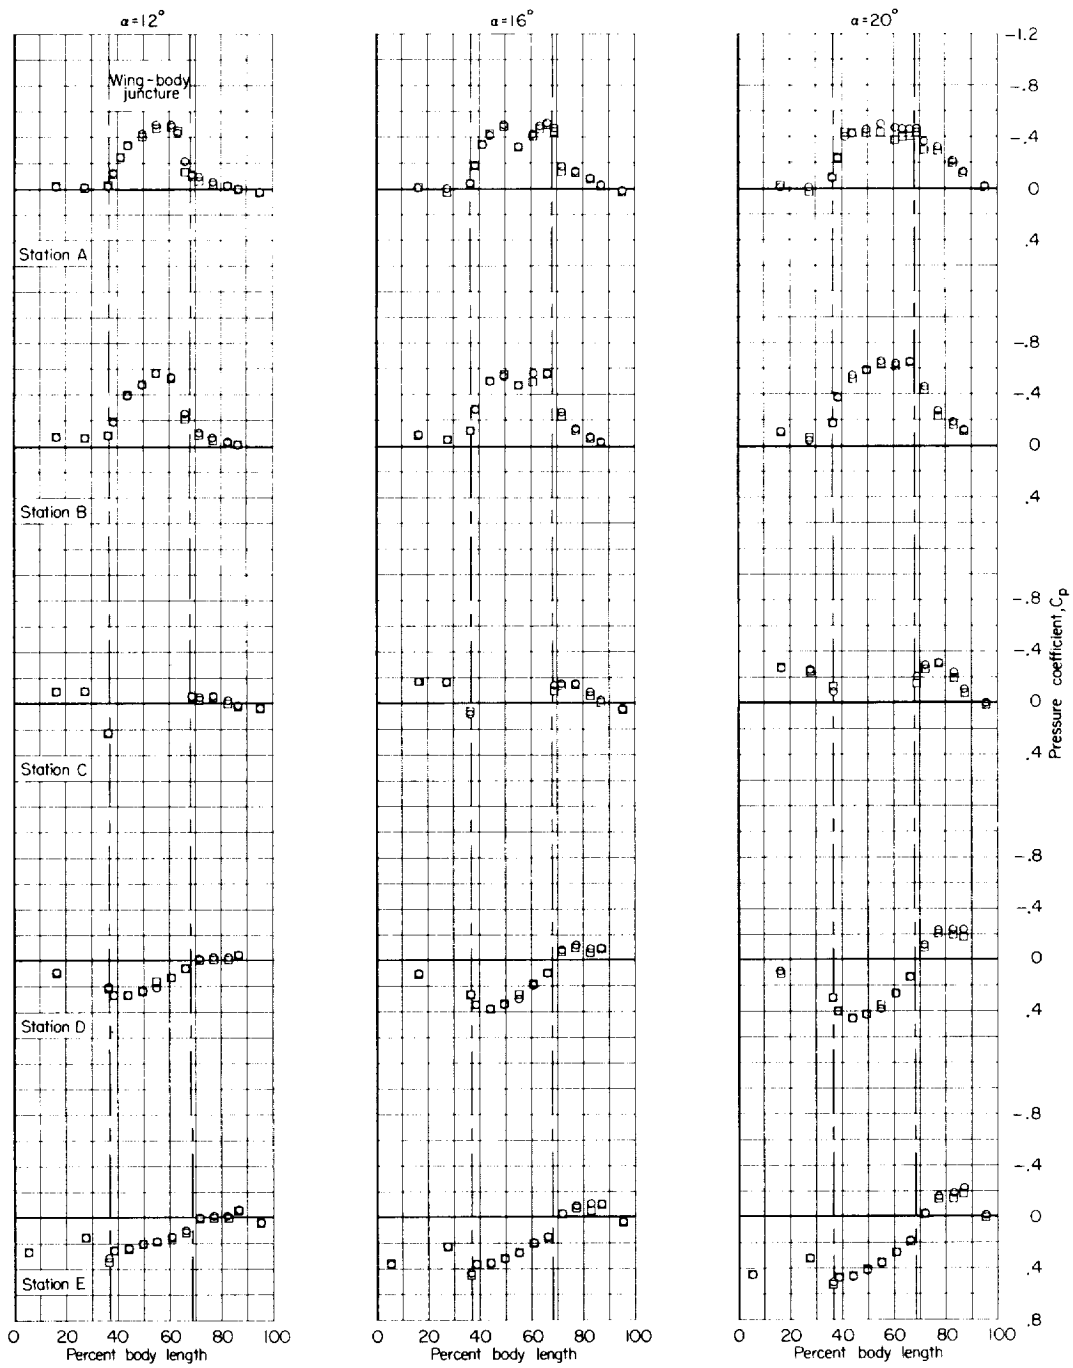 α=12°
α=16°
α=20°
Wing-body
juncture
-1.2
-.8
-.4
0
.4
Station A
-.8
-.4
0
.4
Station B
-.8
-.4
0
.4
Station C
-.8
-.4
0
.4
Station D
-.8
-.4
0
.4
.8
Station E
Pressure coefficient, Cp
0 20 40 60 80 100
0 20 40 60 80 100
0 20 40 60 80 100
Percent body length
Percent body length
Percent body length